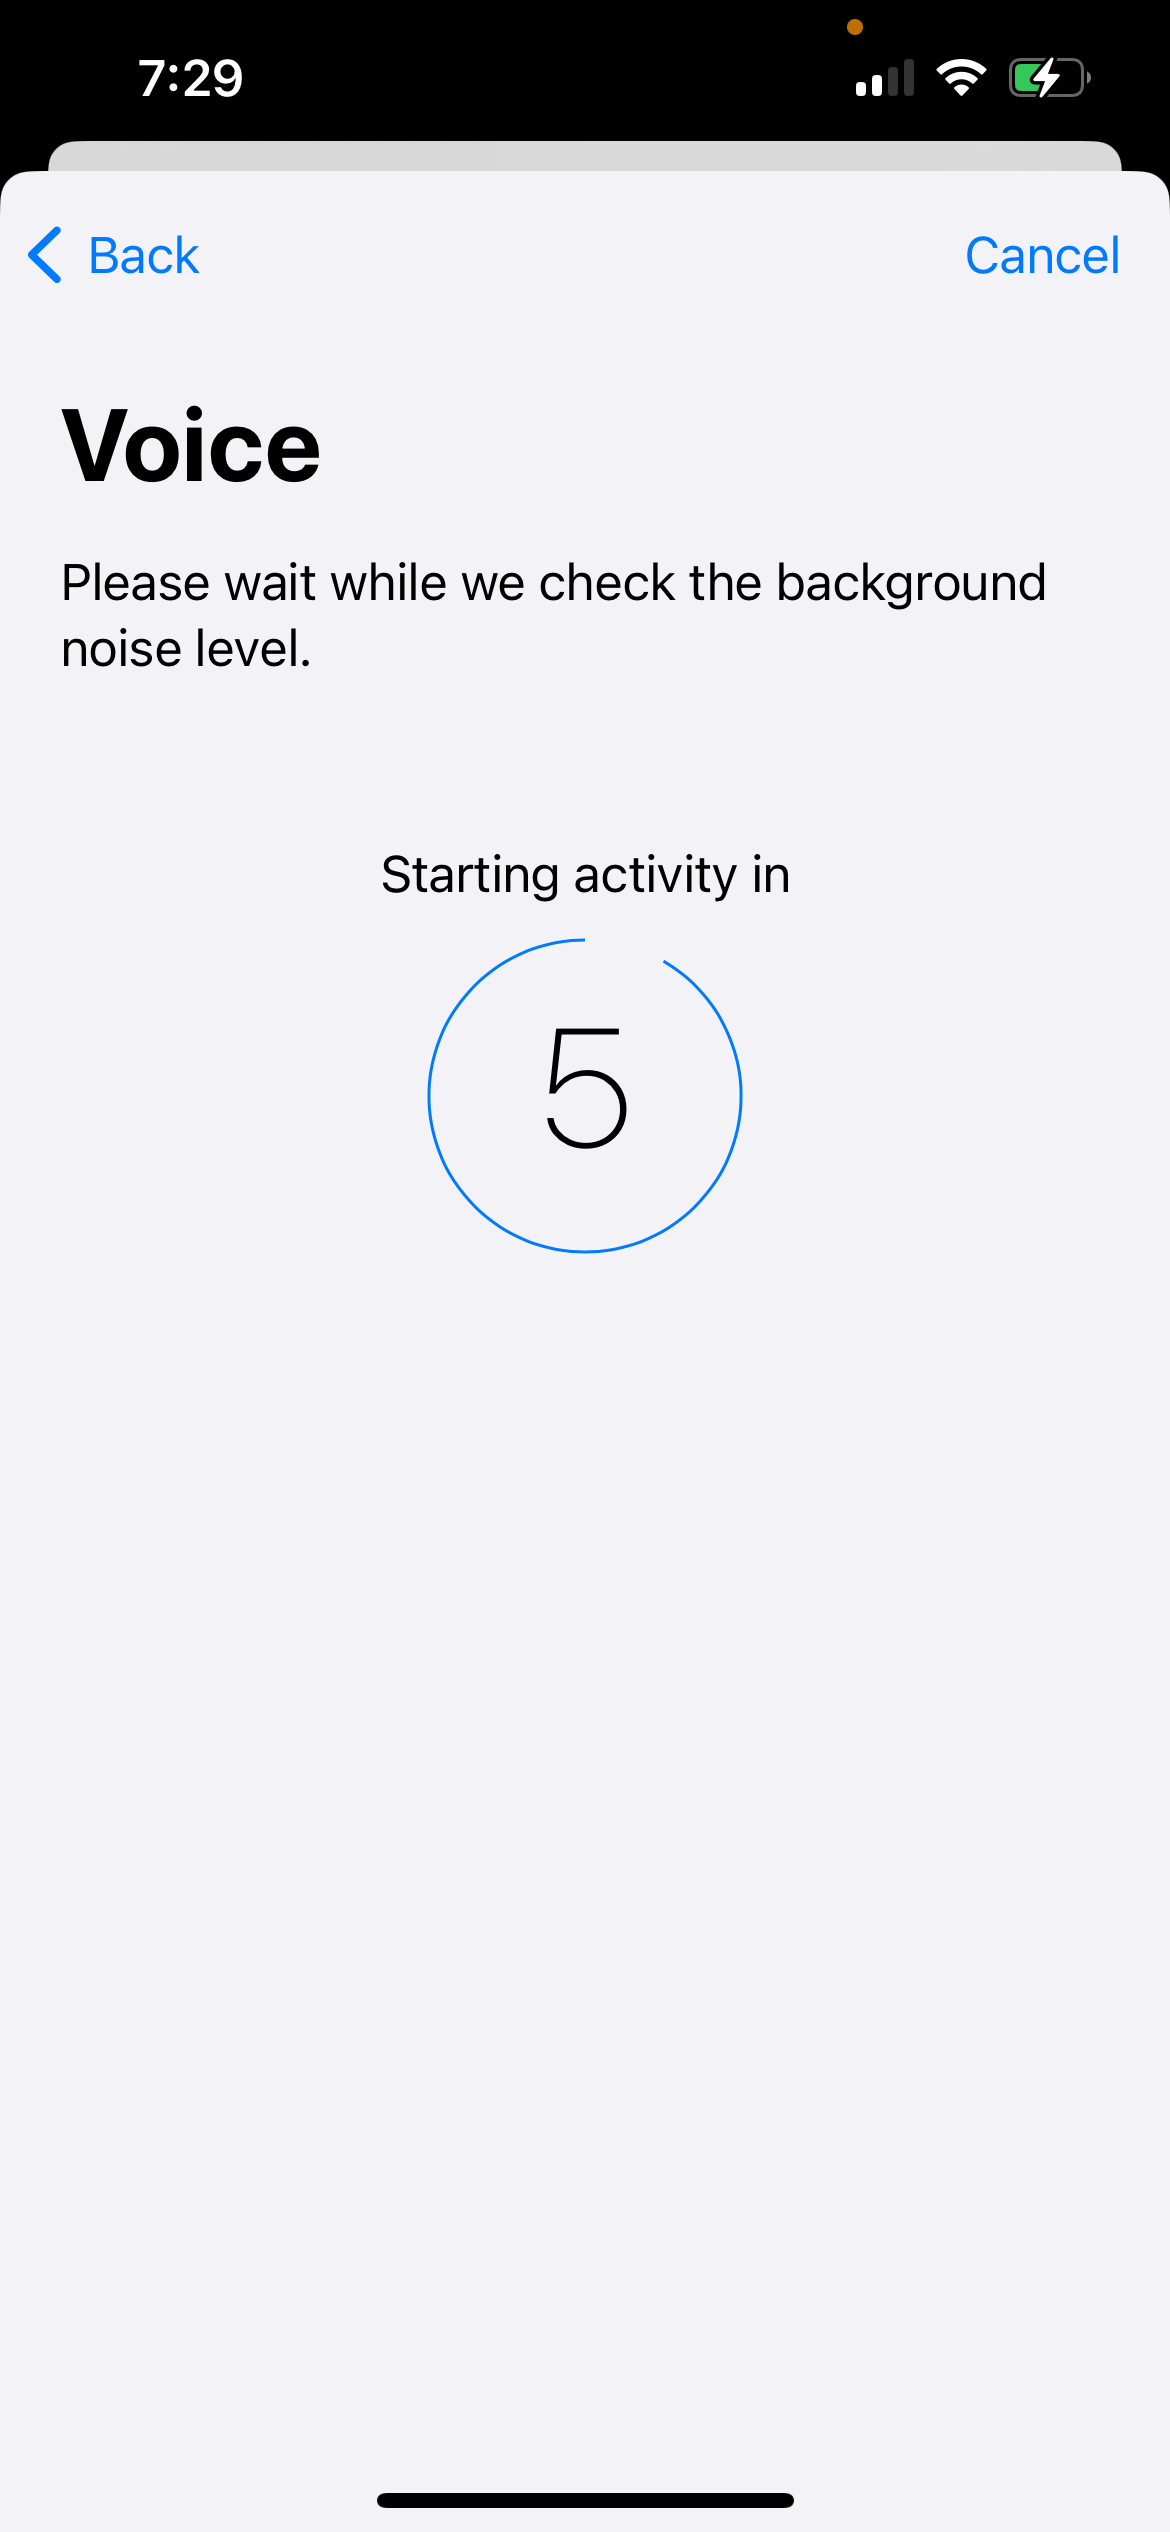 7:29
Back
Cancel
Voice
Please wait while we check the background
noise level.
Starting activity in
5